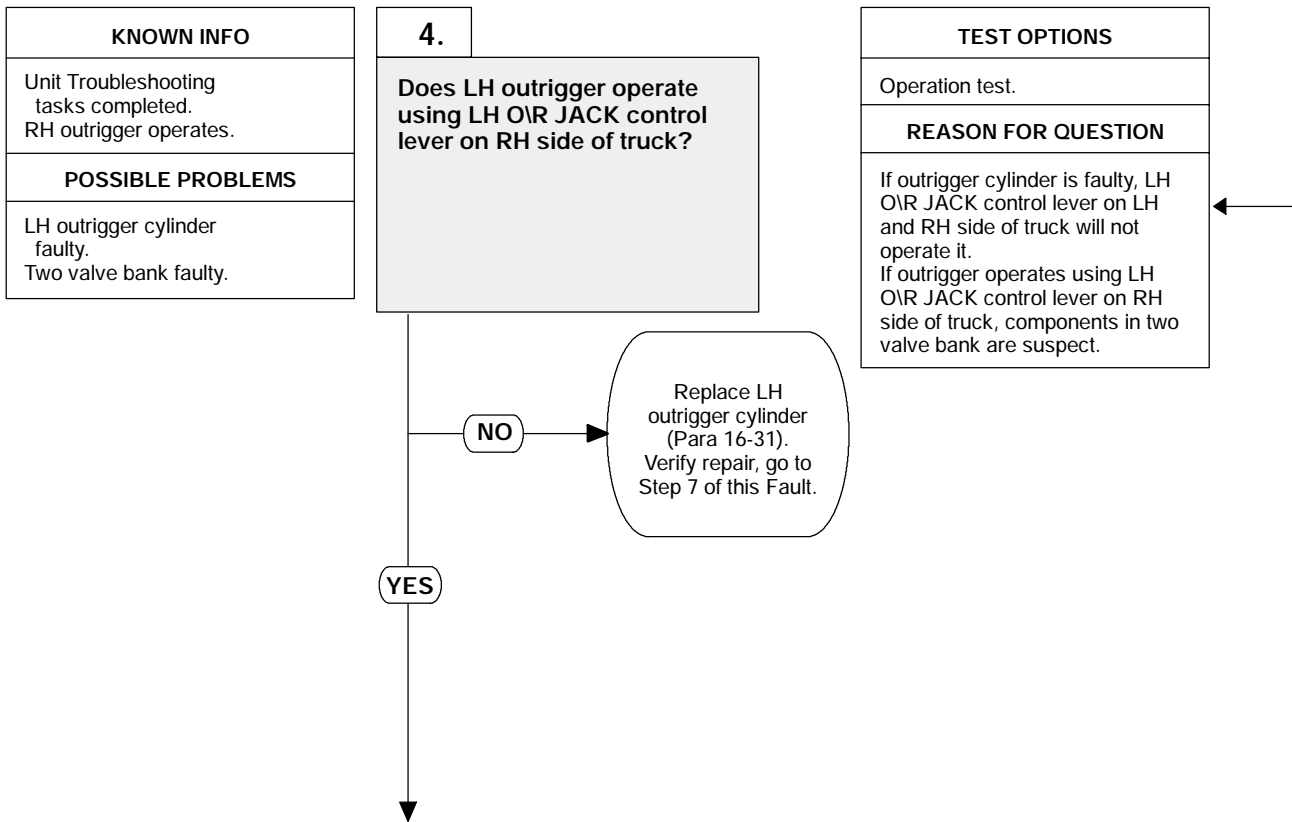 KNOWN INFO
Unit Troubleshooting
tasks completed.
RH outrigger operates.
POSSIBLE PROBLEMS
LH outrigger cylinder
faulty.
Two valve bank faulty.
4.
Does LH outrigger operate
using LH O\R JACK control
lever on RH side of truck?
TEST OPTIONS
Operation test.
REASON FOR QUESTION
If outrigger cylinder is faulty, LH
O\R JACK control lever on LH
and RH side of truck will not
operate it.
If outrigger operates using LH
O\R JACK control lever on RH
side of truck, components in two
valve bank are suspect.
NO
Replace LH
outrigger cylinder
(Para 16-31).
Verify repair, go to
Step 7 of this Fault.
YES